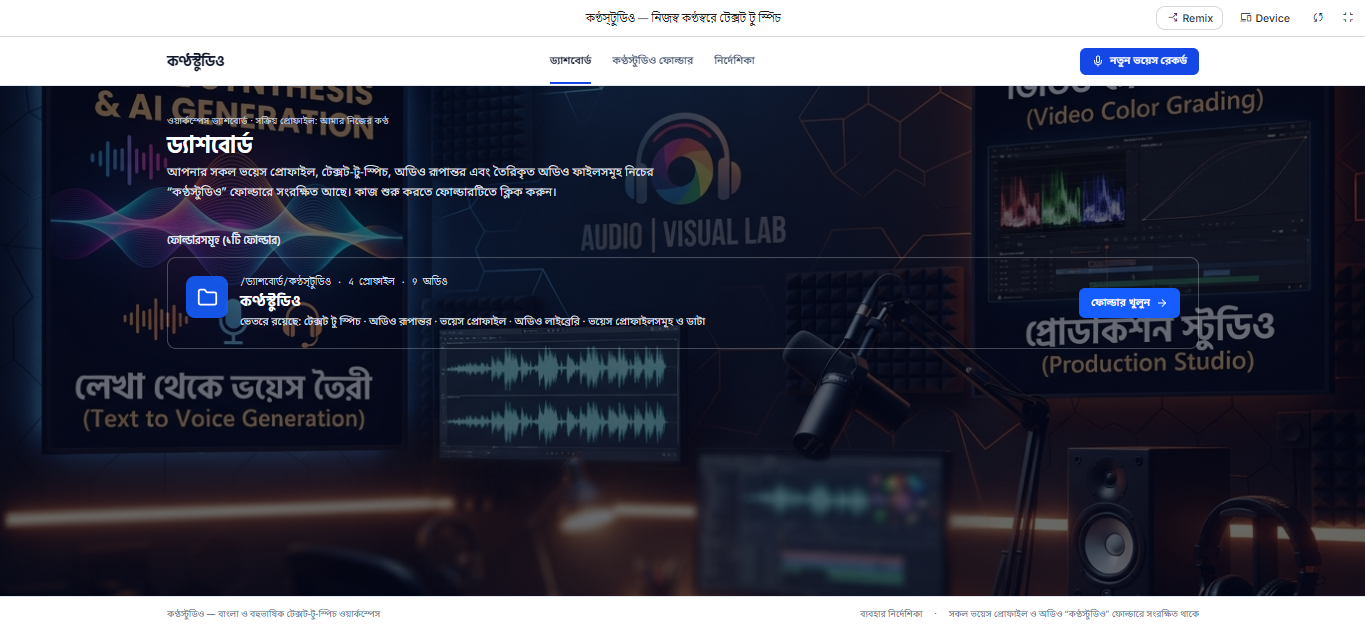 কণ্ঠস্টুডিও — নিজস্ব কণ্ঠস্বরে টেক্সট টু স্পিচ
Remix
Device
কণ্ঠস্টুডিও
ড্যাশবোর্ড
কণ্ঠস্টুডিও ফোল্ডার
নির্দেশিকা
নতুন ভয়েস রেকর্ড
& AI GENERATION
(Video Color Grading)
ওয়ার্কস্পেস ড্যাশবোর্ড · সক্রিয় প্রোফাইল: আমার নিজের কণ্ঠ
ড্যাশবোর্ড
আপনার সকল ভয়েস প্রোফাইল, টেক্সট-টু-স্পিচ, অডিও রূপান্তর এবং তৈরিকৃত অডিও ফাইলসমূহ নিচের
“কণ্ঠস্টুডিও” ফোল্ডারে সংরক্ষিত আছে। কাজ শুরু করতে ফোল্ডারটিতে ক্লিক করুন।
AUDIO | VISUAL LAB
ফোল্ডারসমূহ (১টি ফোল্ডার)
/ড্যাশবোর্ড/কণ্ঠস্টুডিও · 4 প্রোফাইল · 9 অডিও
কণ্ঠস্টুডিও
ভেতরে রয়েছে: টেক্সট টু স্পিচ · অডিও রূপান্তর · ভয়েস প্রোফাইল · অডিও লাইব্রেরি · ভয়েস প্রোফাইলসমূহ ও ডাটা
ফোল্ডার খুলুন
প্রোডাকশন স্টুডিও
(Production Studio)
লেখা থেকে ভয়েস তৈরী
(Text to Voice Generation)
কণ্ঠস্টুডিও — বাংলা ও বহুভাষিক টেক্সট-টু-স্পিচ ওয়ার্কস্পেস
ব্যবহার নির্দেশিকা · সকল ভয়েস প্রোফাইল ও অডিও “কণ্ঠস্টুডিও” ফোল্ডারে সংরক্ষিত থাকে